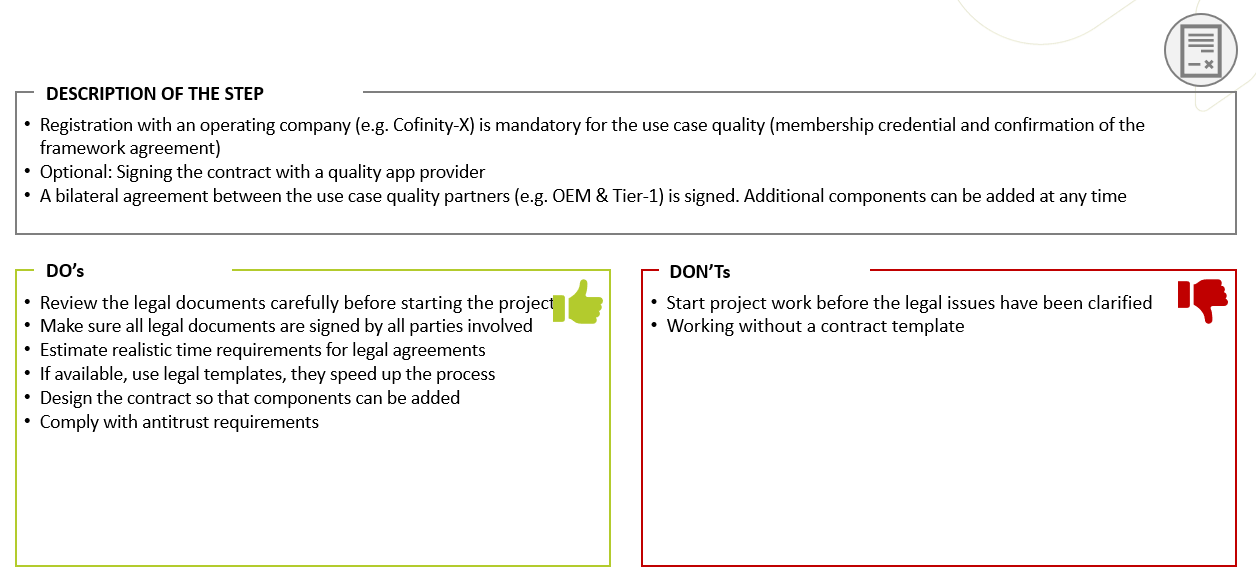 DESCRIPTION OF THE STEP
• Registration with an operating company (e.g. Cofinity-X) is mandatory for the use case quality (membership credential and confirmation of the
framework agreement)
• Optional: Signing the contract with a quality app provider
• A bilateral agreement between the use case quality partners (e.g. OEM & Tier-1) is signed. Additional components can be added at any time
DO’s
• Review the legal documents carefully before starting the project
• Make sure all legal documents are signed by all parties involved
• Estimate realistic time requirements for legal agreements
• If available, use legal templates, they speed up the process
• Design the contract so that components can be added
• Comply with antitrust requirements
DON’Ts
• Start project work before the legal issues have been clarified
• Working without a contract template